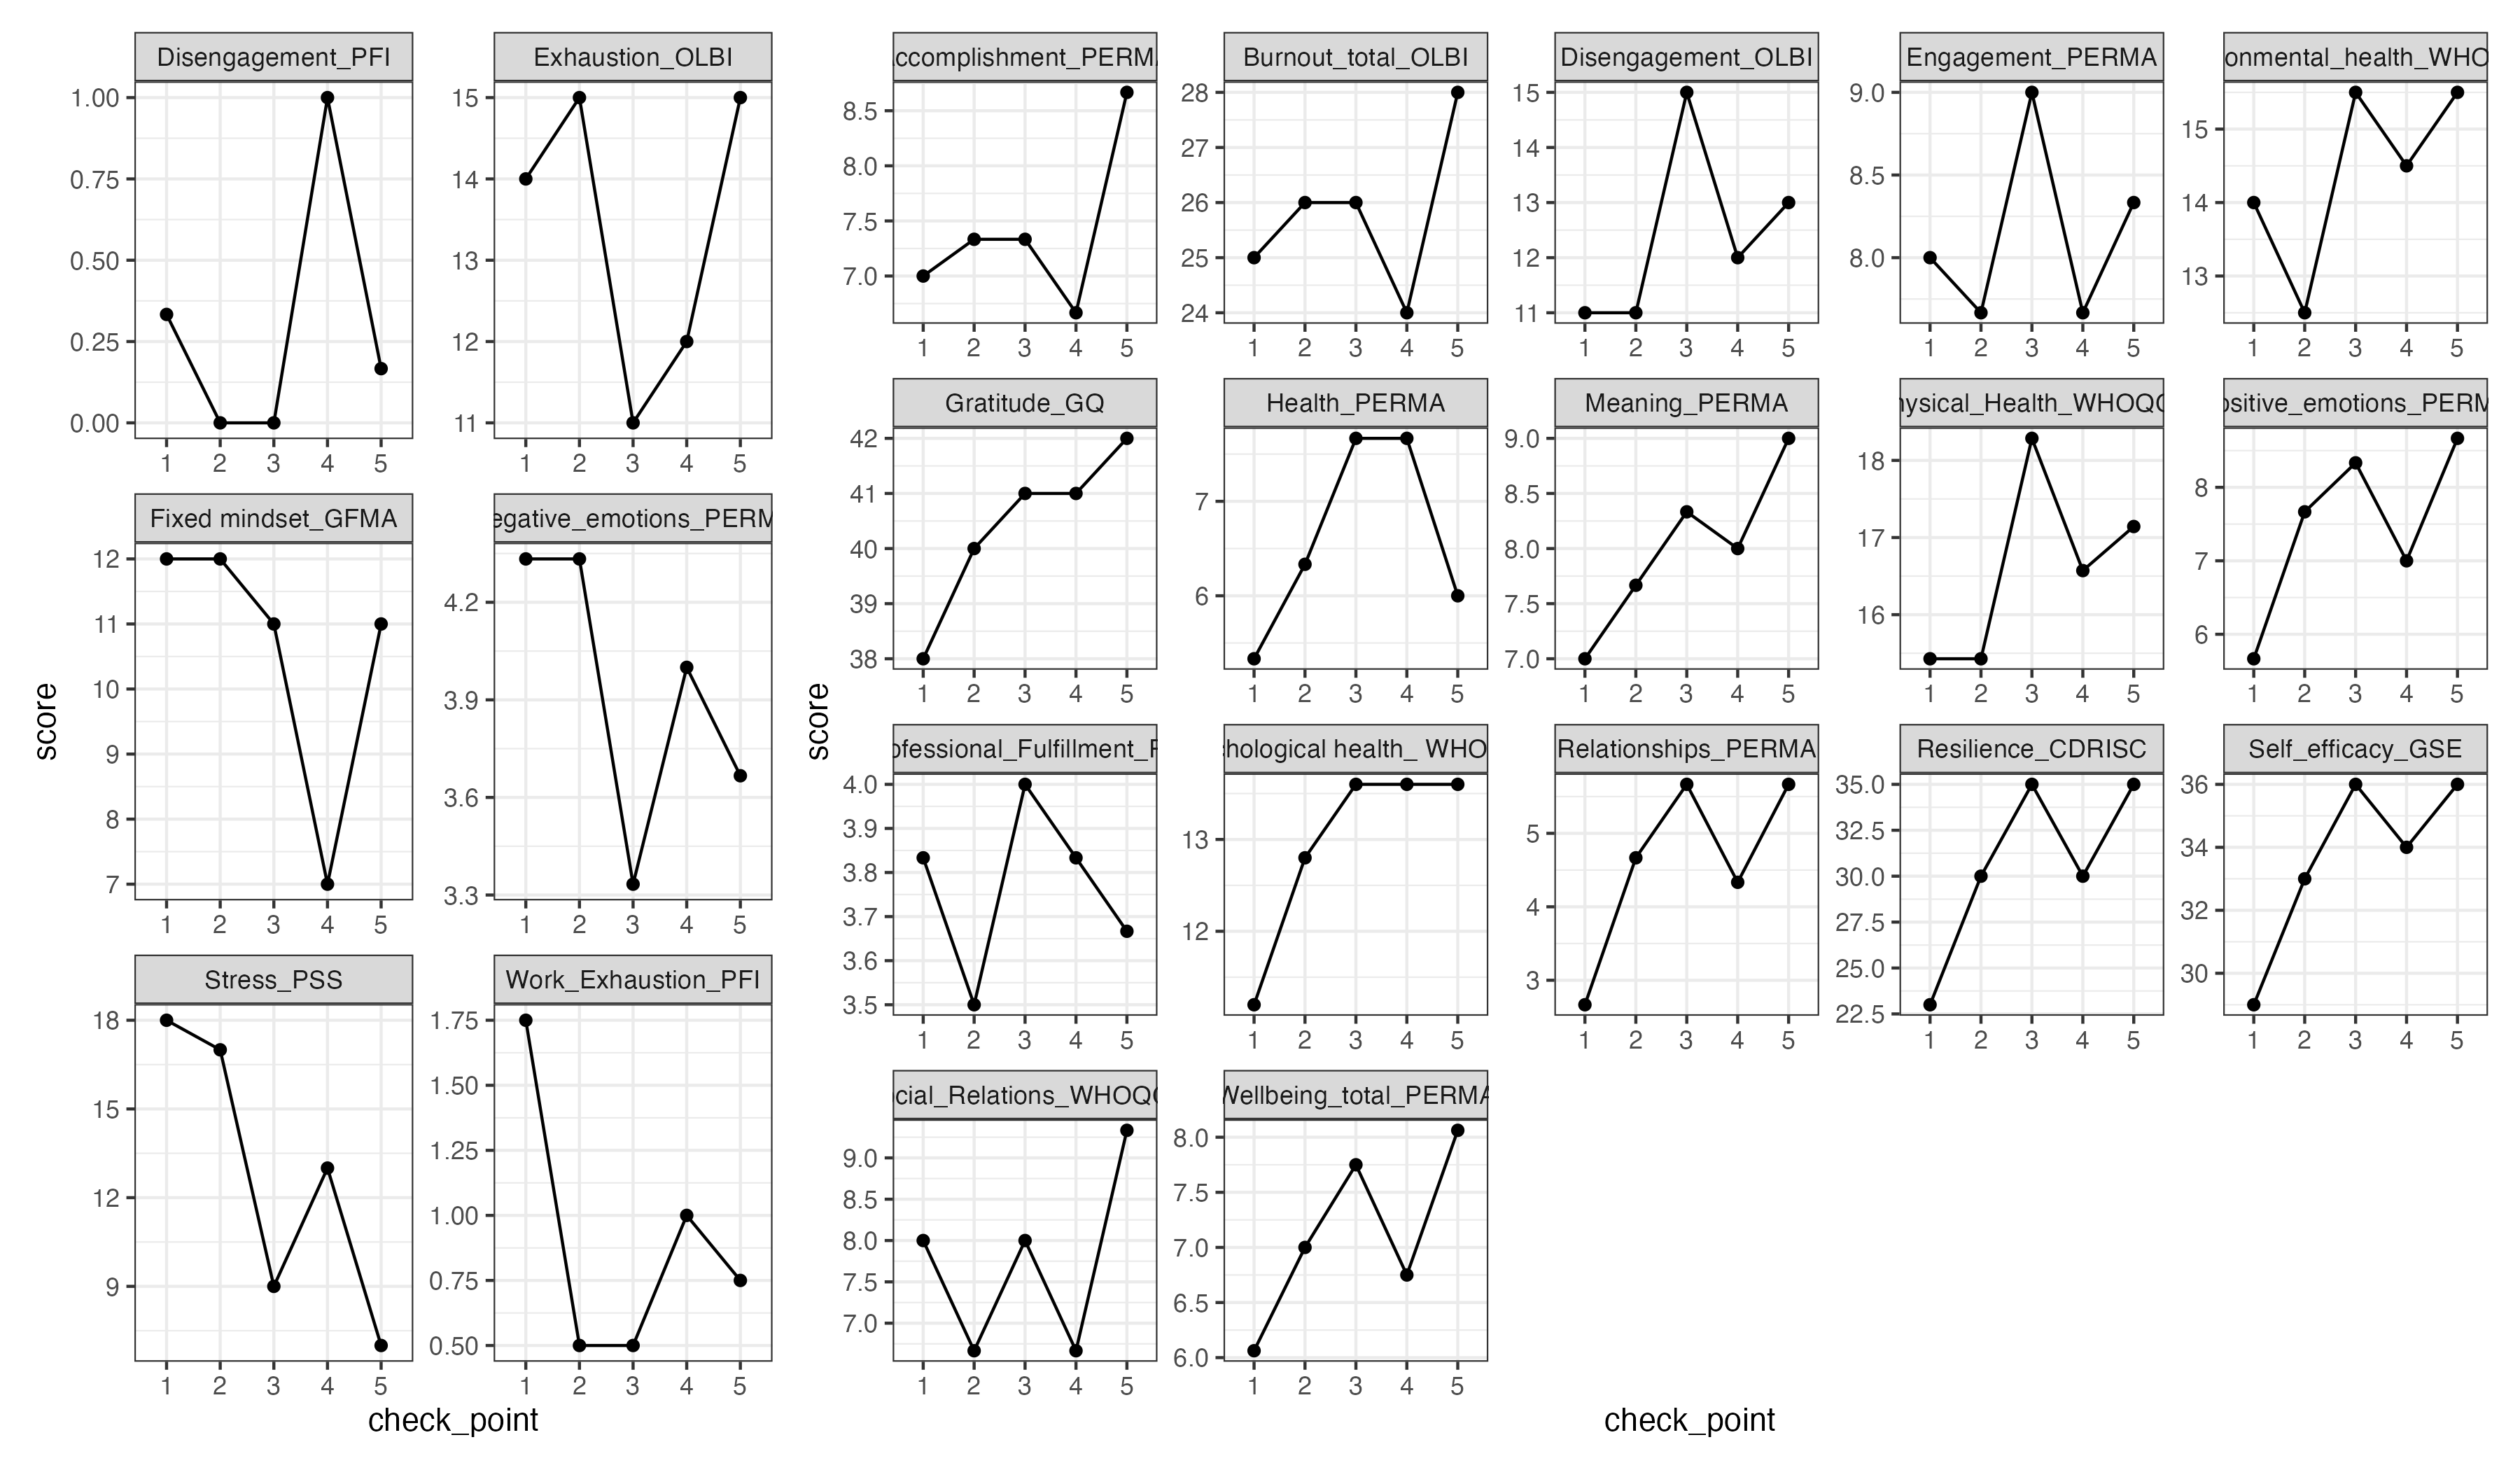 Disengagement_PFI
1.00
0.75
0.50
0.25
0.00
1 2 3 4 5
Exhaustion_OLBI
15
14
13
12
11
1 2 3 4 5
Fixed mindset_GFMA
12
11
10
9
8
7
1 2 3 4 5
egative_emotions_PERM
4.2
3.9
3.6
3.3
1 2 3 4 5
Stress_PSS
18
15
12
9
1 2 3 4 5
Work_Exhaustion_PFI
1.75
1.50
1.25
1.00
0.75
0.50
1 2 3 4 5
score
check_point
ccomplishment_PERMA
8.5
8.0
7.5
7.0
1 2 3 4 5
Burnout_total_OLBI
28
27
26
25
24
1 2 3 4 5
Disengagement_OLBI
15
14
13
12
11
1 2 3 4 5
Engagement_PERMA
9.0
8.5
8.0
1 2 3 4 5
onmental_health_WHO
15
14
13
1 2 3 4 5
Gratitude_GQ
42
41
40
39
38
1 2 3 4 5
Health_PERMA
7
6
1 2 3 4 5
Meaning_PERMA
9.0
8.5
8.0
7.5
7.0
1 2 3 4 5
hysical_Health_WHOQO
18
17
16
1 2 3 4 5
ositive_emotions_PERM
8
7
6
1 2 3 4 5
ofessional_Fulfillment_P
4.0
3.9
3.8
3.7
3.6
3.5
1 2 3 4 5
chological health_ WHO
13
12
1 2 3 4 5
Relationships_PERMA
5
4
3
1 2 3 4 5
Resilience_CDRISC
35.0
32.5
30.0
27.5
25.0
22.5
1 2 3 4 5
Self_efficacy_GSE
36
34
32
30
1 2 3 4 5
ocial_Relations_WHOQO
9.0
8.5
8.0
7.5
7.0
1 2 3 4 5
Wellbeing_total_PERMA
8.0
7.5
7.0
6.5
6.0
1 2 3 4 5
score
check_point